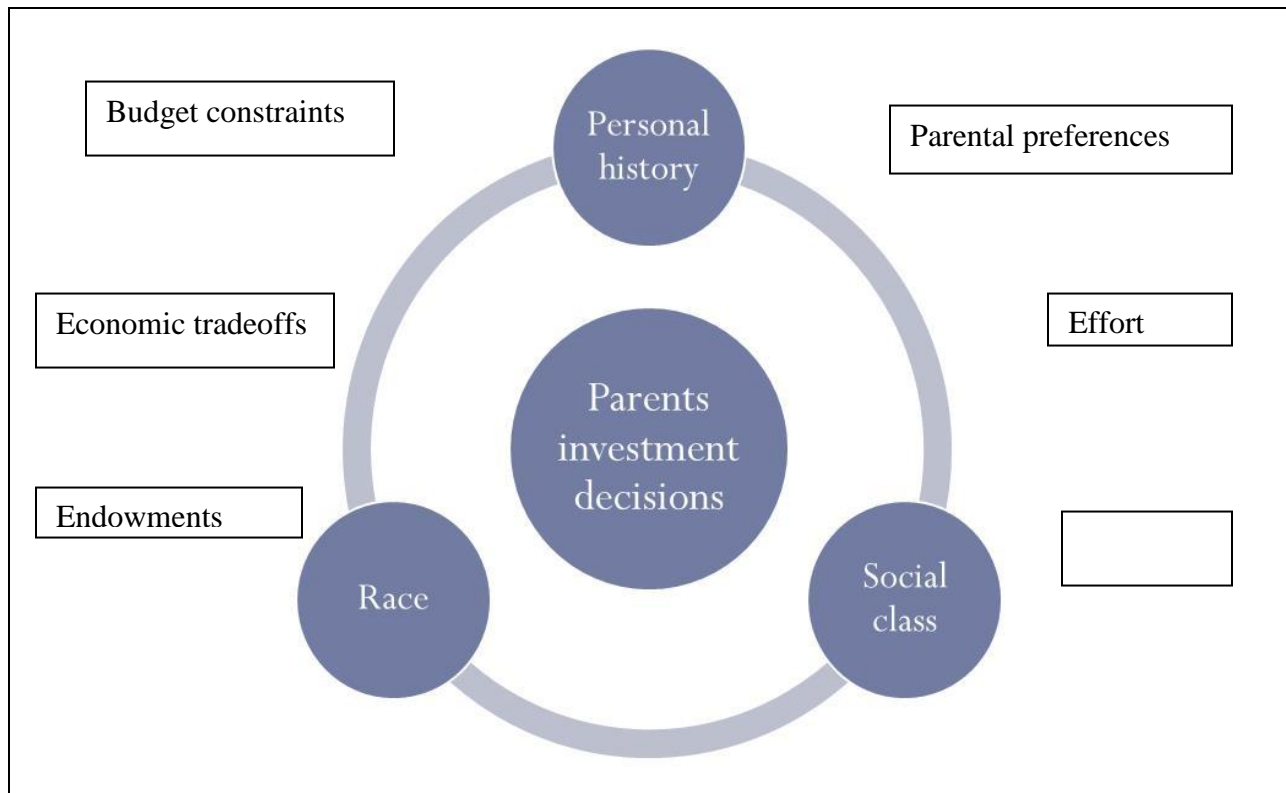 Budget constraints
Personal
history
Parental preferences
Economic tradeoffs
Effort
Parents
investment
decisions
Endowments
Race
Social
class